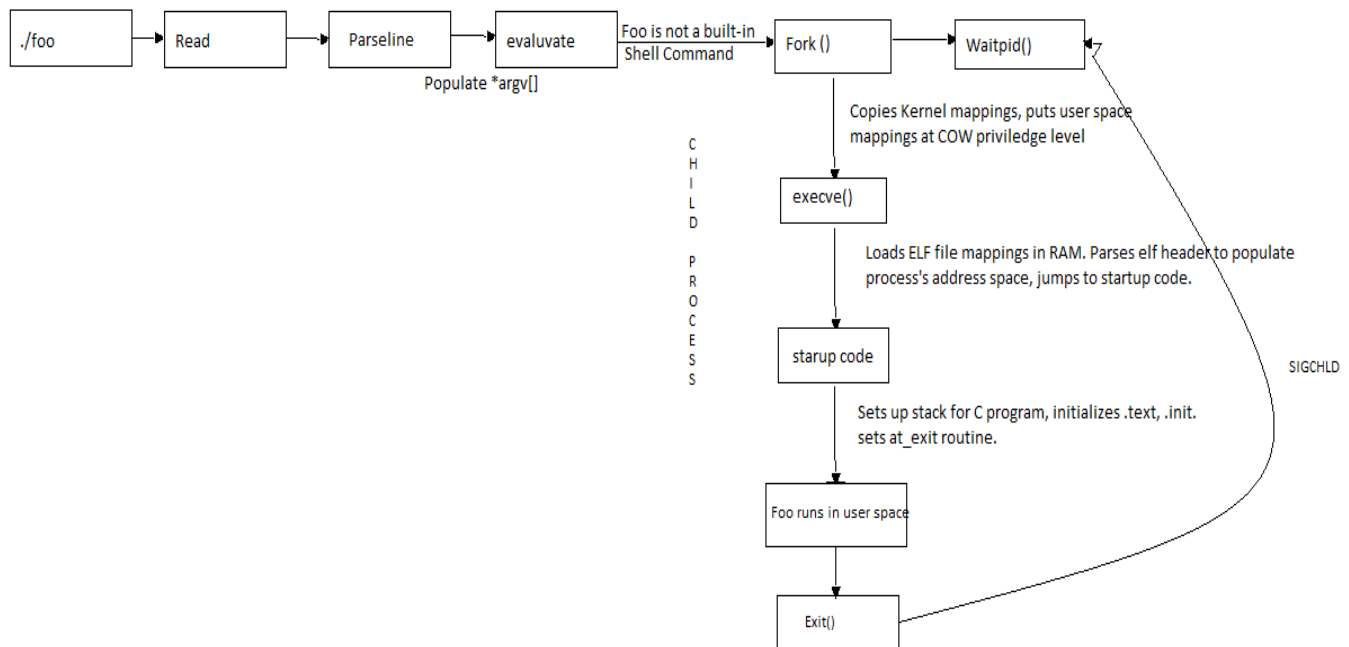 ./foo
Read
Parseline
evaluvate
Foo is not a built-in
Shell Command
Fork ()
Waitpid()
Populate *argv[]
Copies Kernel mappings, puts user space
mappings at COW priviledge level
C
H
I
L
D
P
R
O
C
E
S
S
execve()
Loads ELF file mappings in RAM. Parses elf header to populate
process's address space, jumps to startup code.
starup code
SIGCHLD
Sets up stack for C program, initializes .text, .init.
sets at_exit routine.
Foo runs in user space
Exit()